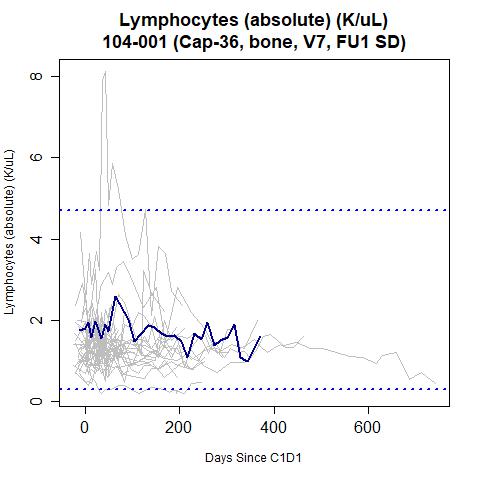 Lymphocytes (absolute) (K/uL)
104-001 (Cap-36, bone, V7, FU1 SD)
Lymphocytes (absolute) (K/uL)
8
6
4
2
0
0 200 400 600
Days Since C1D1